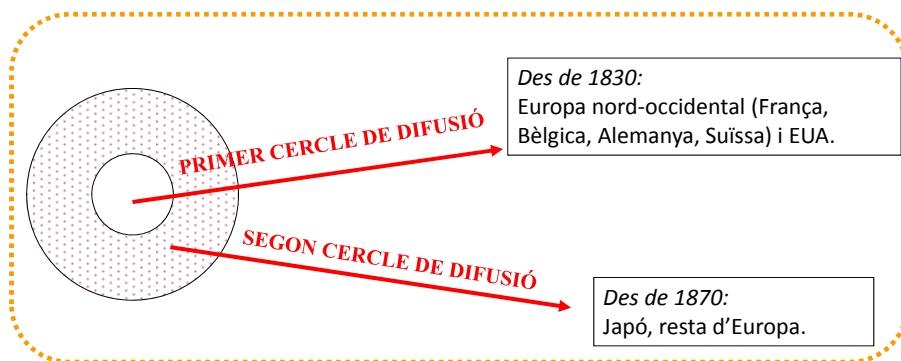 Des de 1830:
Europa nord-occidental (França,
Bèlgica, Alemanya, Suïssa) i EUA.
PRIMER CERCLE DE DIFUSIÓ
SEGON CERCLE DE DIFUSIÓ
Des de 1870:
Japó, resta d’Europa.